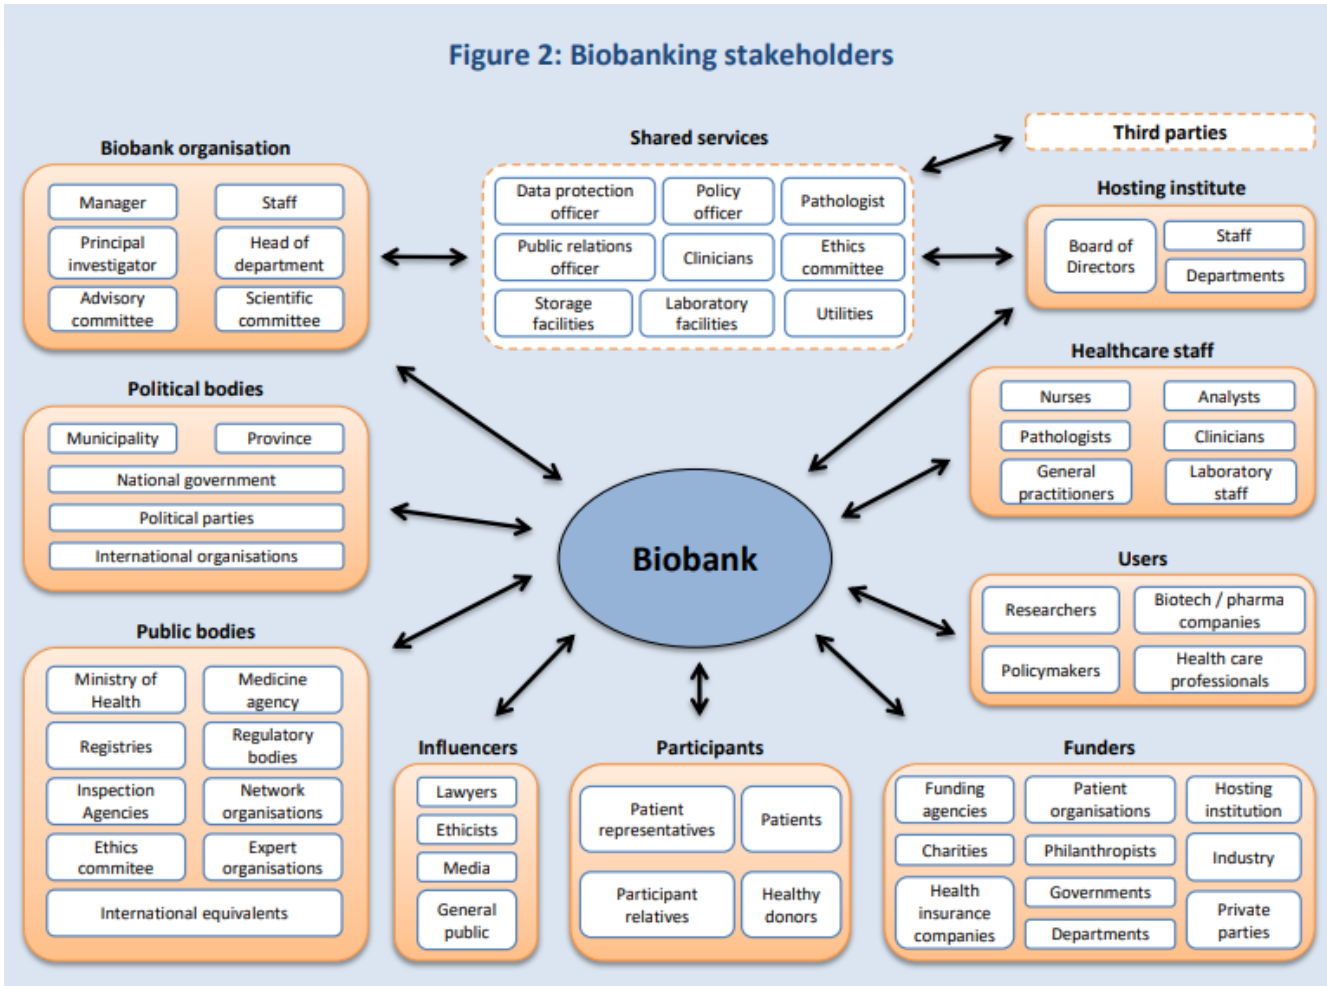 Figure 2: Biobanking stakeholders
Biobank organisation
Manager
Staff
Principal
investigator
Head of
department
Advisory
committee
Scientific
committee
Shared services
Data protection
officer
Policy
officer
Pathologist
Public relations
officer
Clinicians
Ethics
committee
Storage
facilities
Laboratory
facilities
Utilities
Third parties
Hosting institute
Board of
Directors
Staff
Departments
Healthcare staff
Nurses
Analysts
Pathologists
Clinicians
General
practitioners
Laboratory
staff
Political bodies
Municipality
Province
National government
Political parties
International organisations
Biobank
Users
Researchers
Biotech / pharma
companies
Policymakers
Health care
professionals
Public bodies
Ministry of
Health
Medicine
agency
Registries
Regulatory
bodies
Inspection
Agencies
Network
organisations
Ethics
commitee
Expert
organisations
International equivalents
Influencers
Lawyers
Ethicists
Media
General
public
Participants
Patient
representatives
Patients
Participant
relatives
Healthy
donors
Funders
Funding
agencies
Patient
organisations
Hosting
institution
Charities
Philanthropists
Industry
Health
insurance
companies
Governments
Departments
Private
parties